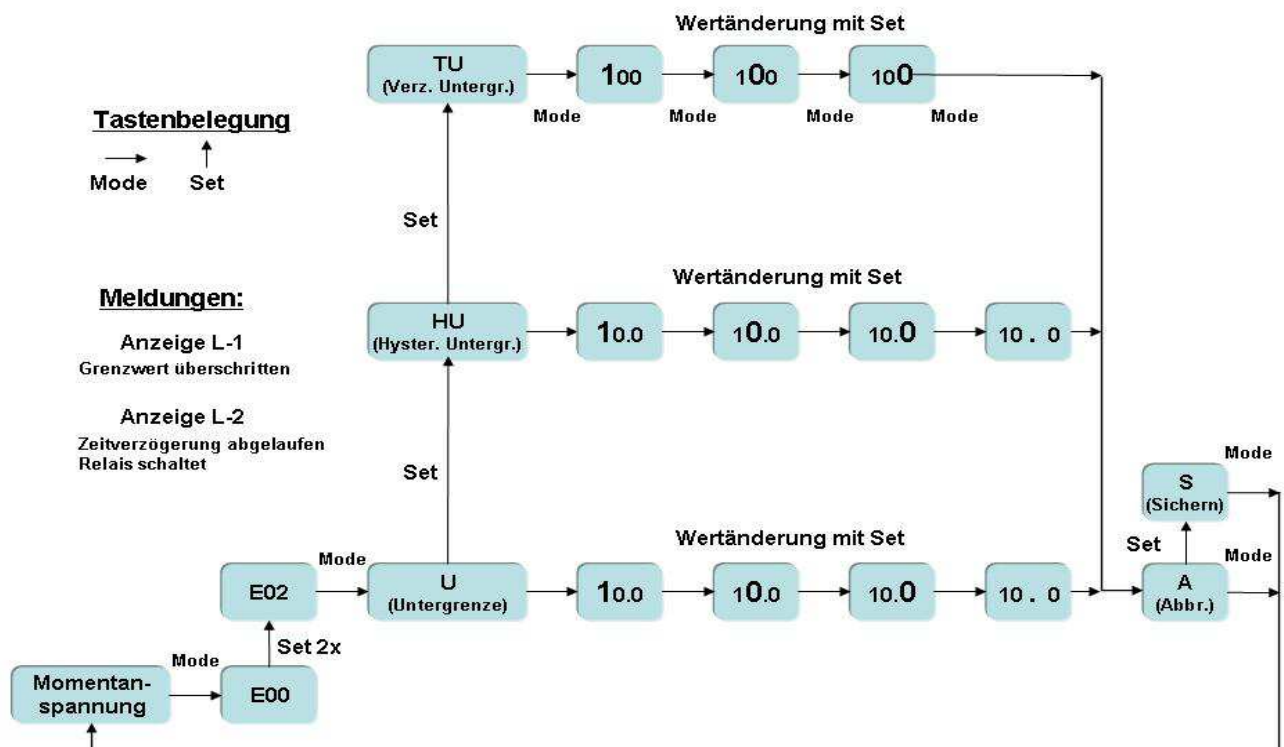 Wertänderung mit Set
TU
(Verz. Untergr.)
100
100
100
Mode
Mode
Mode
Mode
Tastenbelegung
Mode
Set
Set
Meldungen:
Anzeige L-1
Grenzwert überschritten
Anzeige L-2
Zeitverzögerung abgelaufen
Relais schaltet
Wertänderung mit Set
HU
(Hyster. Untergr.)
10.0
10.0
10.0
10 . 0
Set
Wertänderung mit Set
Mode
S
(Sichern)
Set
Mode
Mode
E02
U
(Untergrenze)
10.0
10.0
10.0
10 . 0
A
(Abbr.)
Set 2x
Mode
Momentan-
spannung
E00